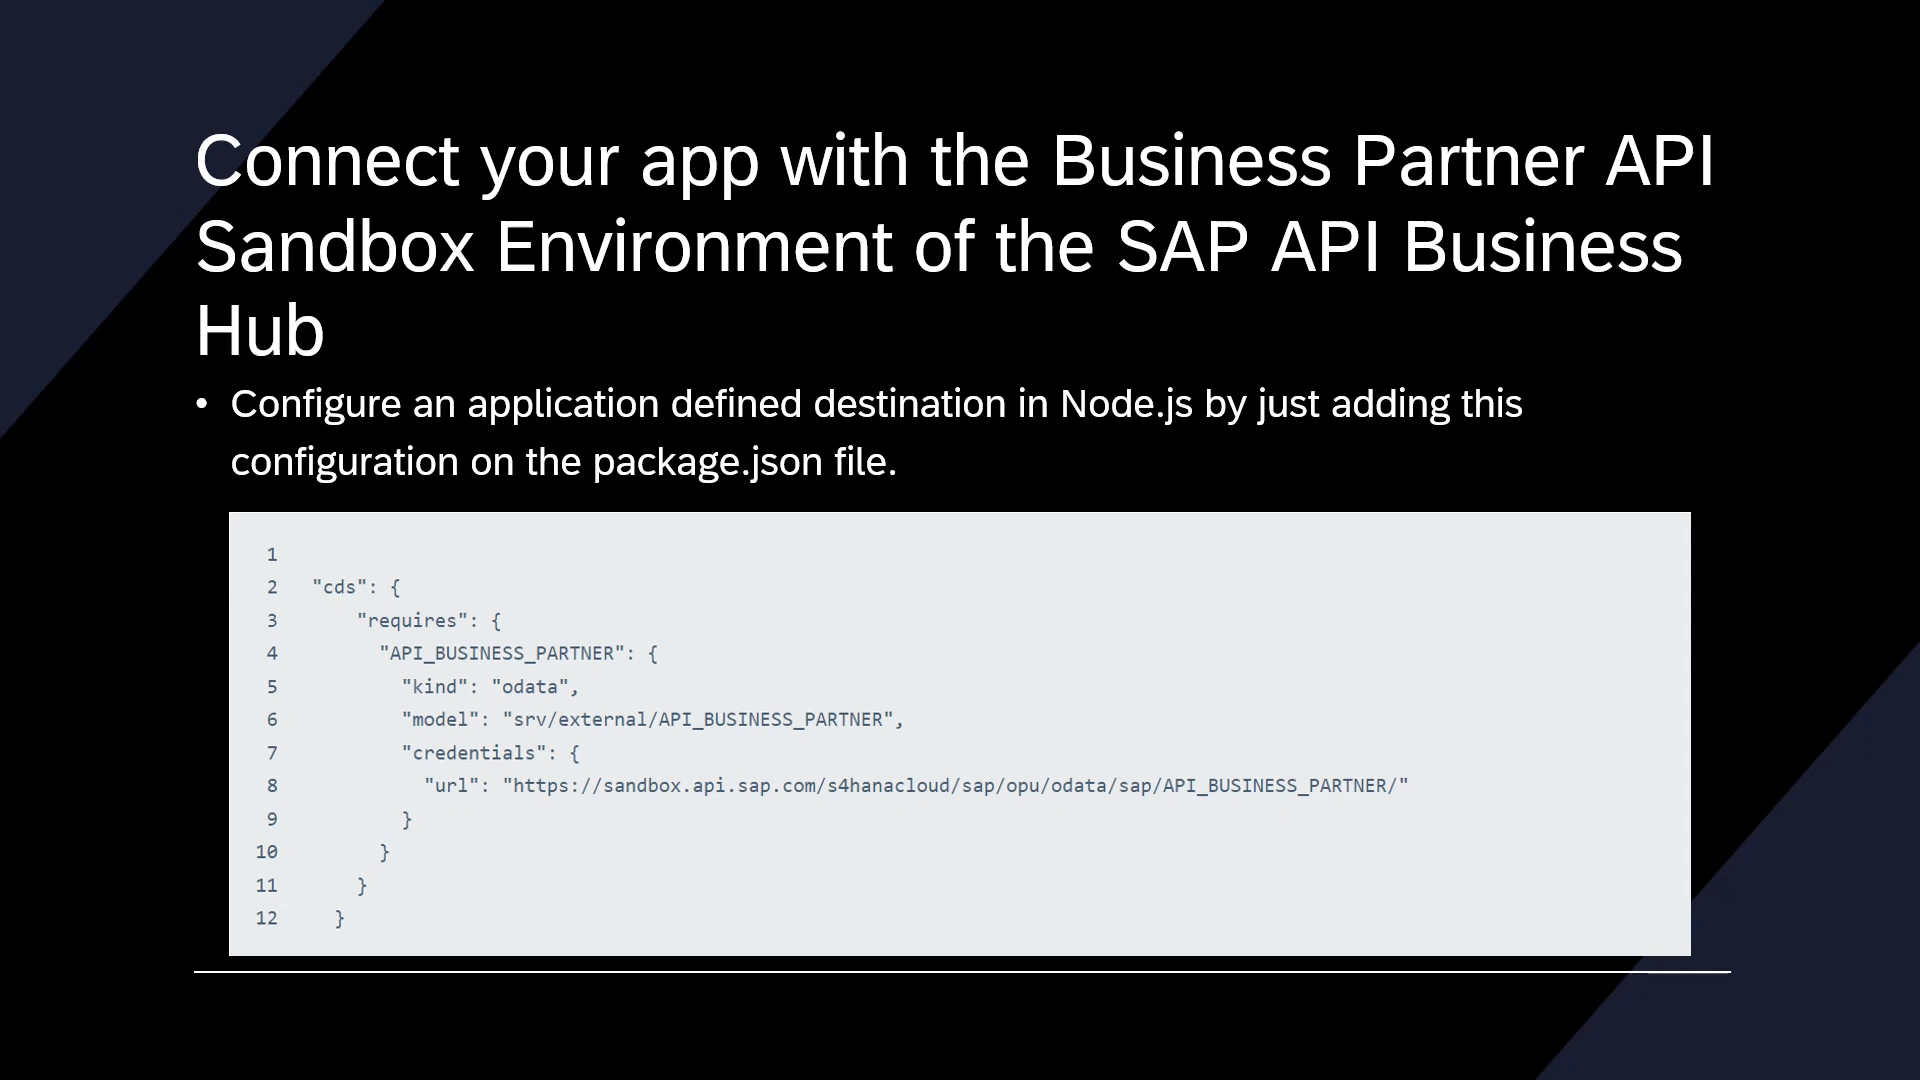 Connect your app with the Business Partner API
Sandbox Environment of the SAP API Business
Hub
• Configure an application defined destination in Node.js by just adding this
configuration on the package.json file.
1
2 "cds": {
3 "requires": {
4 "API_BUSINESS_PARTNER": {
5 "kind": "odata",
6 "model": "srv/external/API_BUSINESS_PARTNER",
7 "credentials": {
8 "url": "https://sandbox.api.sap.com/s4hanacloud/sap/opu/odata/sap/API_BUSINESS_PARTNER/"
9 }
10 }
11 }
12 }